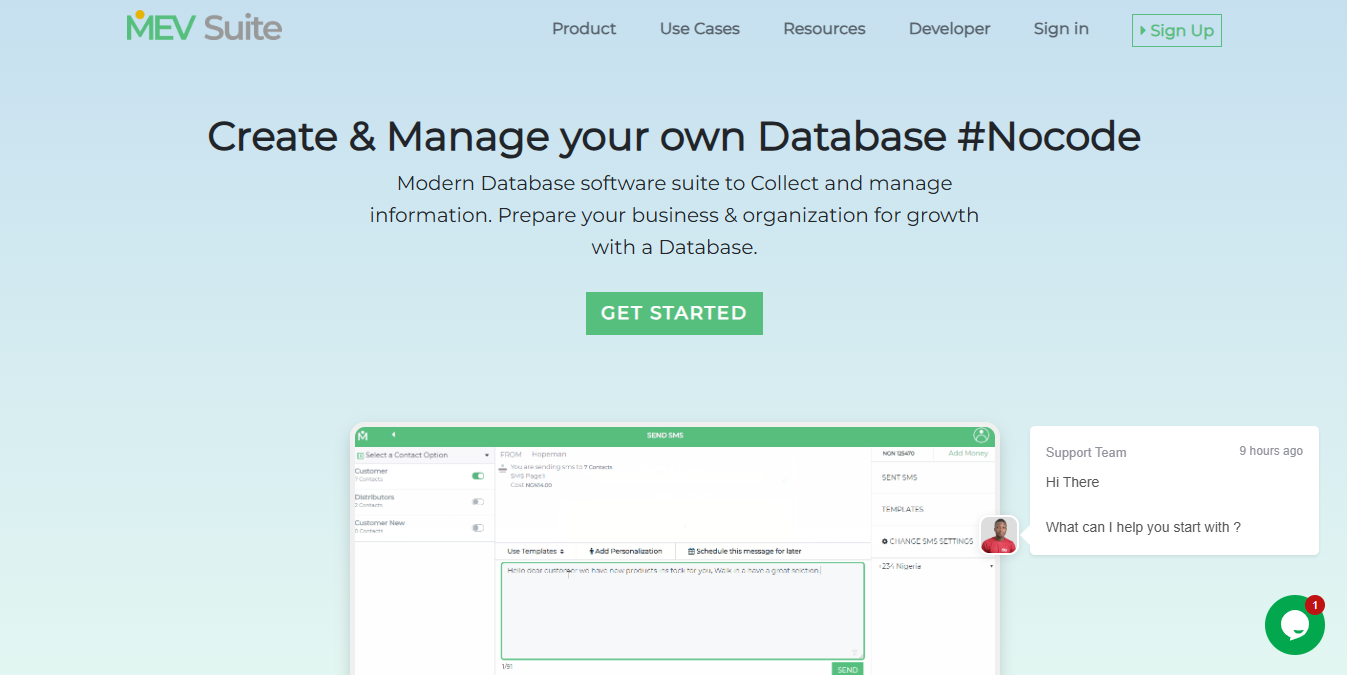 MEV Suite
Product
Use Cases
Resources
Developer
Sign in
Sign Up
Create & Manage your own Database #Nocode
Modern Database software suite to Collect and manage
information. Prepare your business & organization for growth
with a Database.
GET STARTED
SEND SMS
Select a Contact Option
Customer
7 Contacts
Distributors
2 Contacts
Customer New
0 Contacts
FROM Hopeman
You are sending sms to 7 Contacts,
SMS Page:1
Cost NGN14.00
Use Templates
Add Personalization
Schedule this message for later
Hello dear customer we have new products ins tock for you, Walk in a have a great selction.
1/91
SEND
NGN 125470
Add Money
SENT SMS
TEMPLATES
CHANGE SMS SETTINGS
+234 Nigeria
Support Team
9 hours ago
Hi There
What can I help you start with ?
1